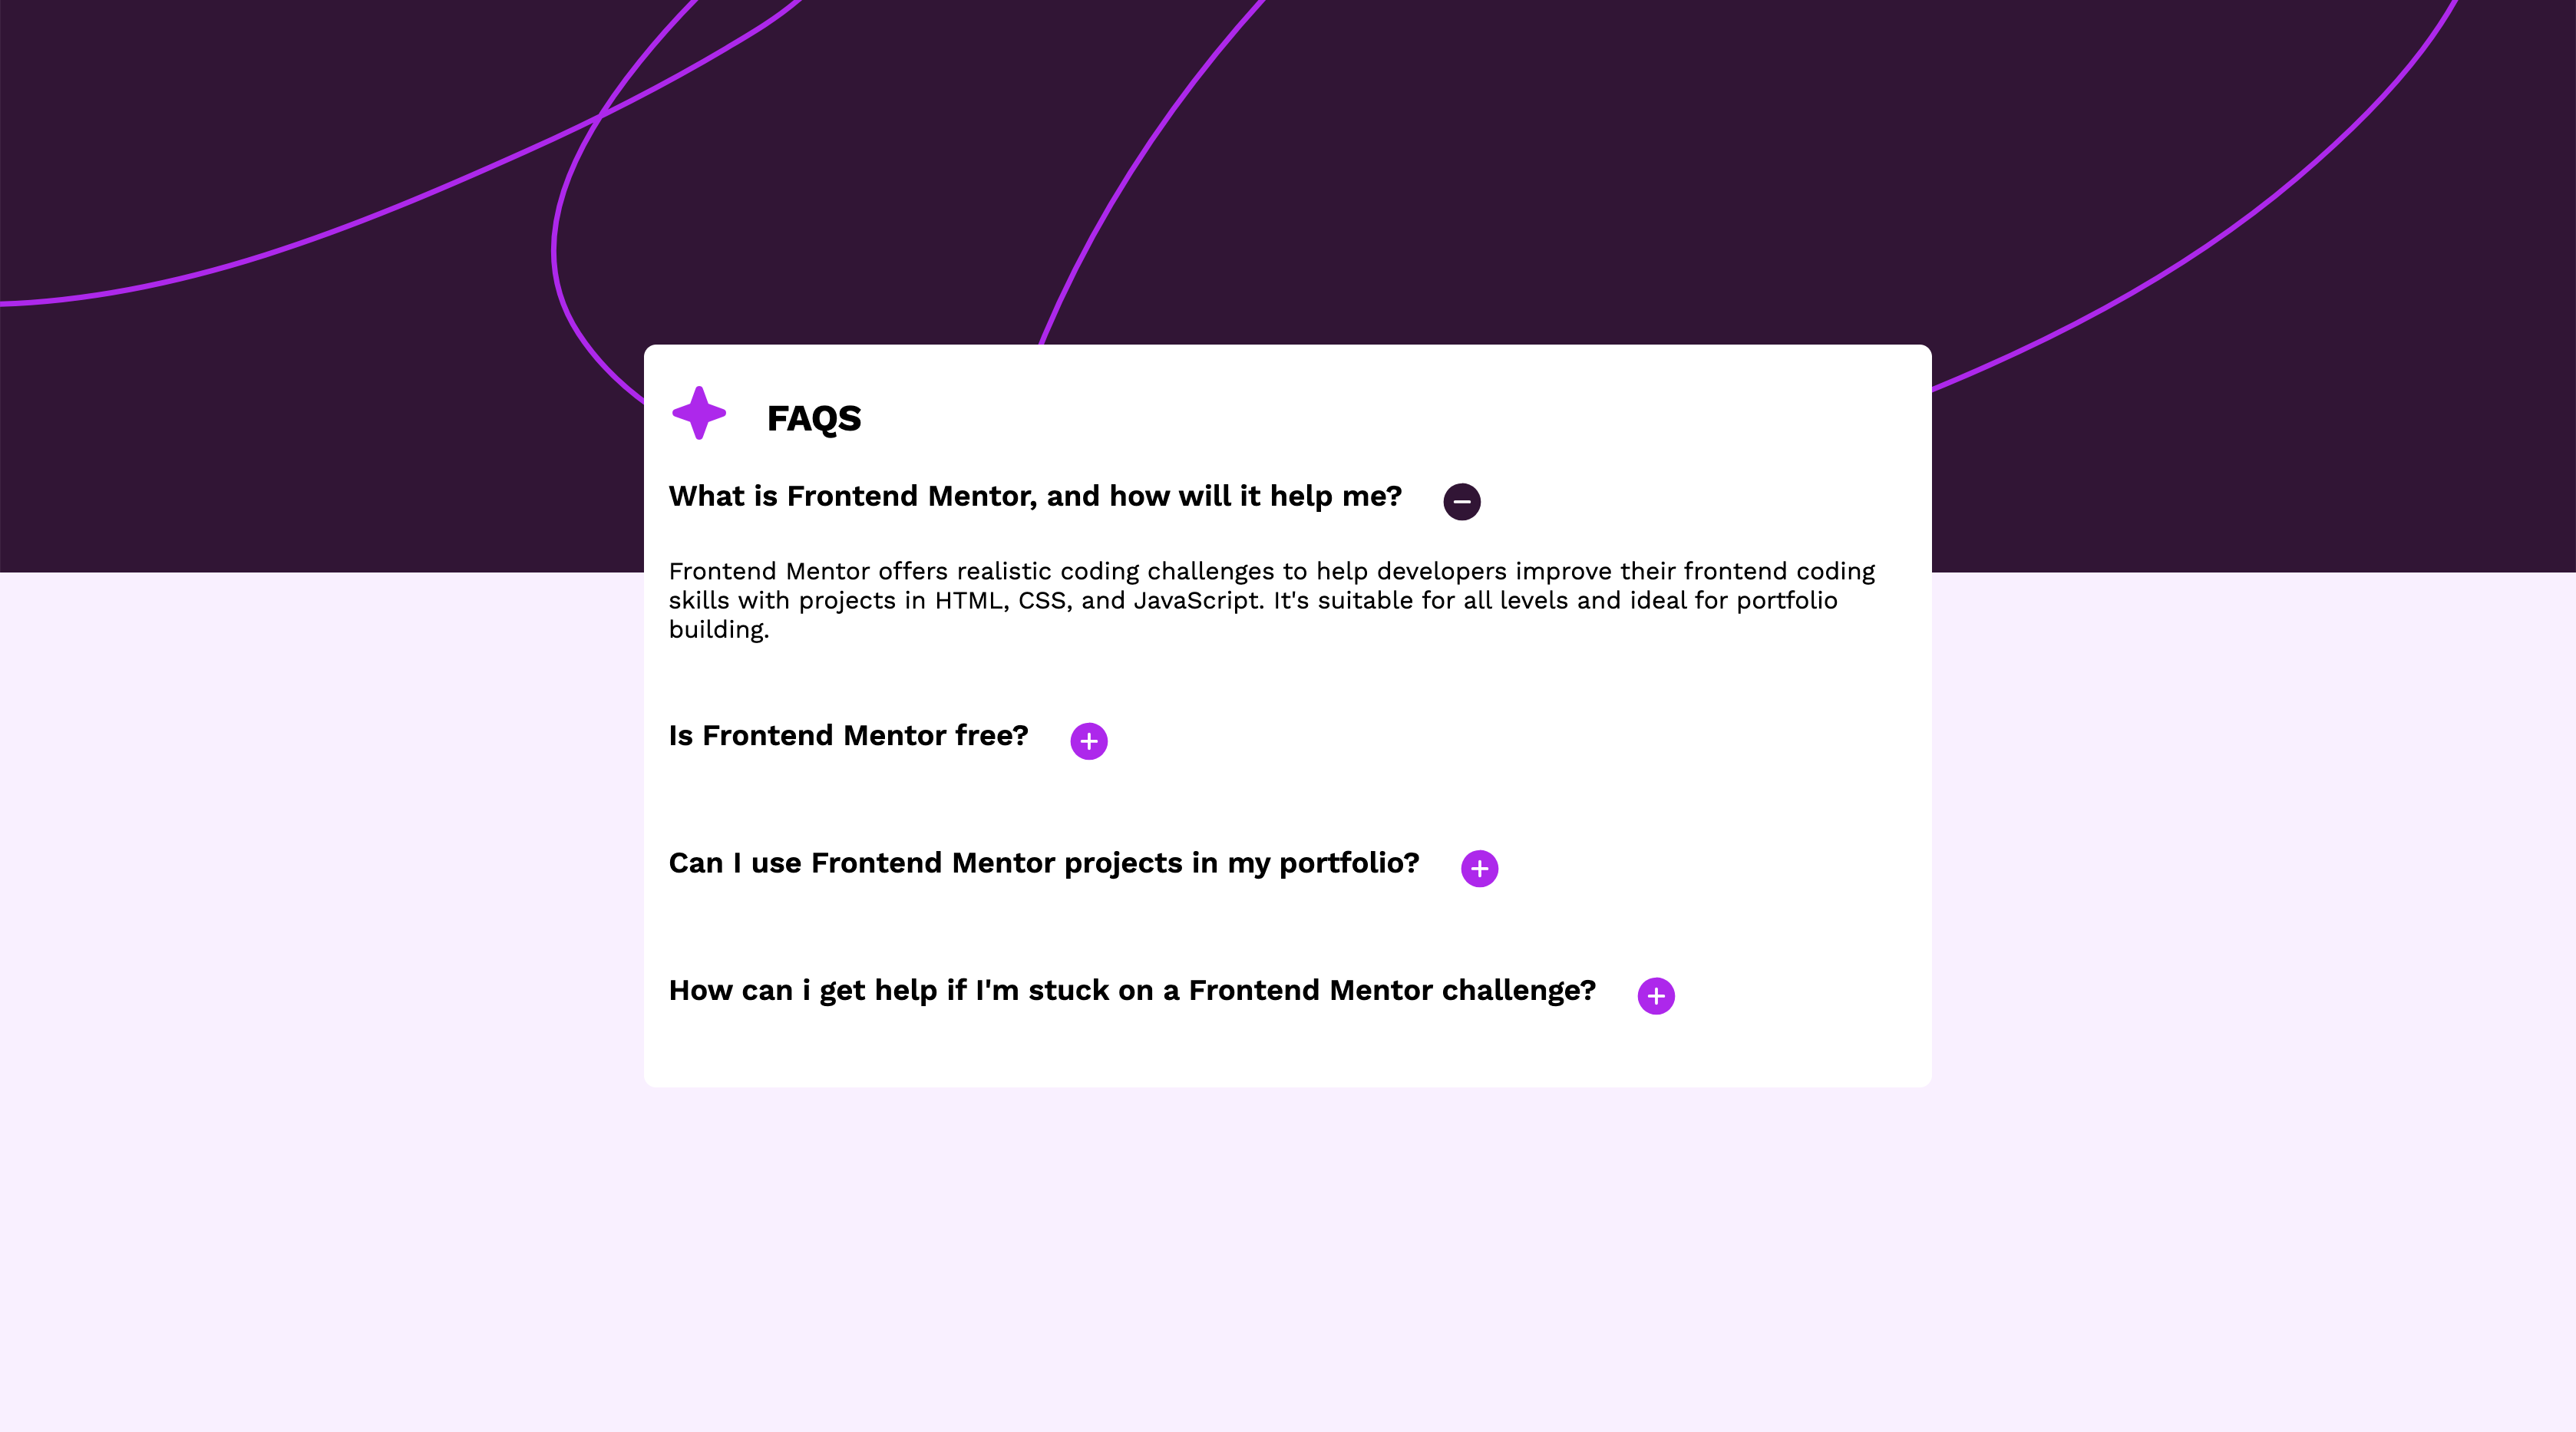 FAQS
What is Frontend Mentor, and how will it help me?
Frontend Mentor offers realistic coding challenges to help developers improve their frontend coding
skills with projects in HTML, CSS, and JavaScript. It's suitable for all levels and ideal for portfolio
building.
Is Frontend Mentor free?
Can I use Frontend Mentor projects in my portfolio?
How can i get help if I'm stuck on a Frontend Mentor challenge?